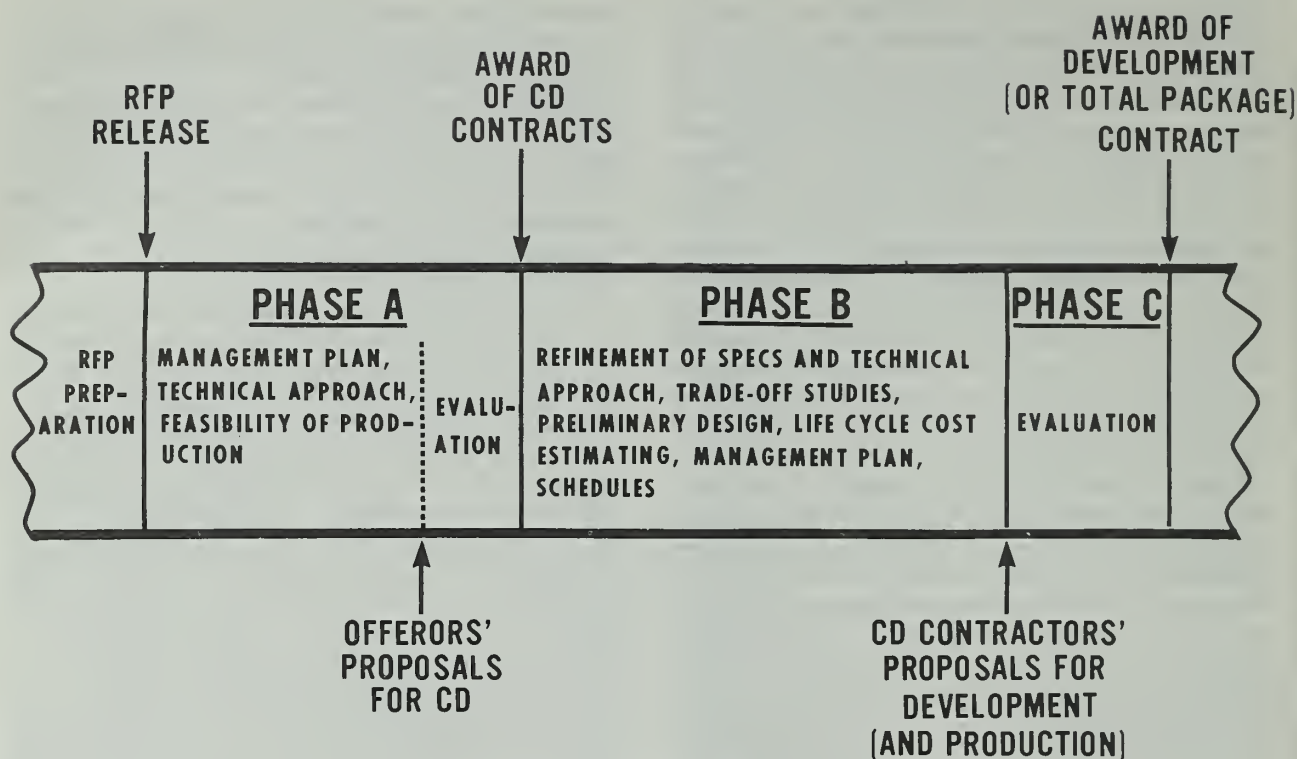 RFP
RELEASE
AWARD
OF CD
CONTRACTS
AWARD OF
DEVELOPMENT
(OR TOTAL PACKAGE)
CONTRACT
RFP
PREP-
ARATION
PHASE A
MANAGEMENT PLAN,
TECHNICAL APPROACH,
FEASIBILITY OF PROD-
UCTION
EVALU-
ATION
PHASE B
REFINEMENT OF SPECS AND TECHNICAL
APPROACH, TRADE-OFF STUDIES,
PRELIMINARY DESIGN, LIFE CYCLE COST
ESTIMATING, MANAGEMENT PLAN,
SCHEDULES
PHASE C
EVALUATION
OFFERORS'
PROPOSALS
FOR CD
CD CONTRACTORS'
PROPOSALS FOR
DEVELOPMENT
(AND PRODUCTION)